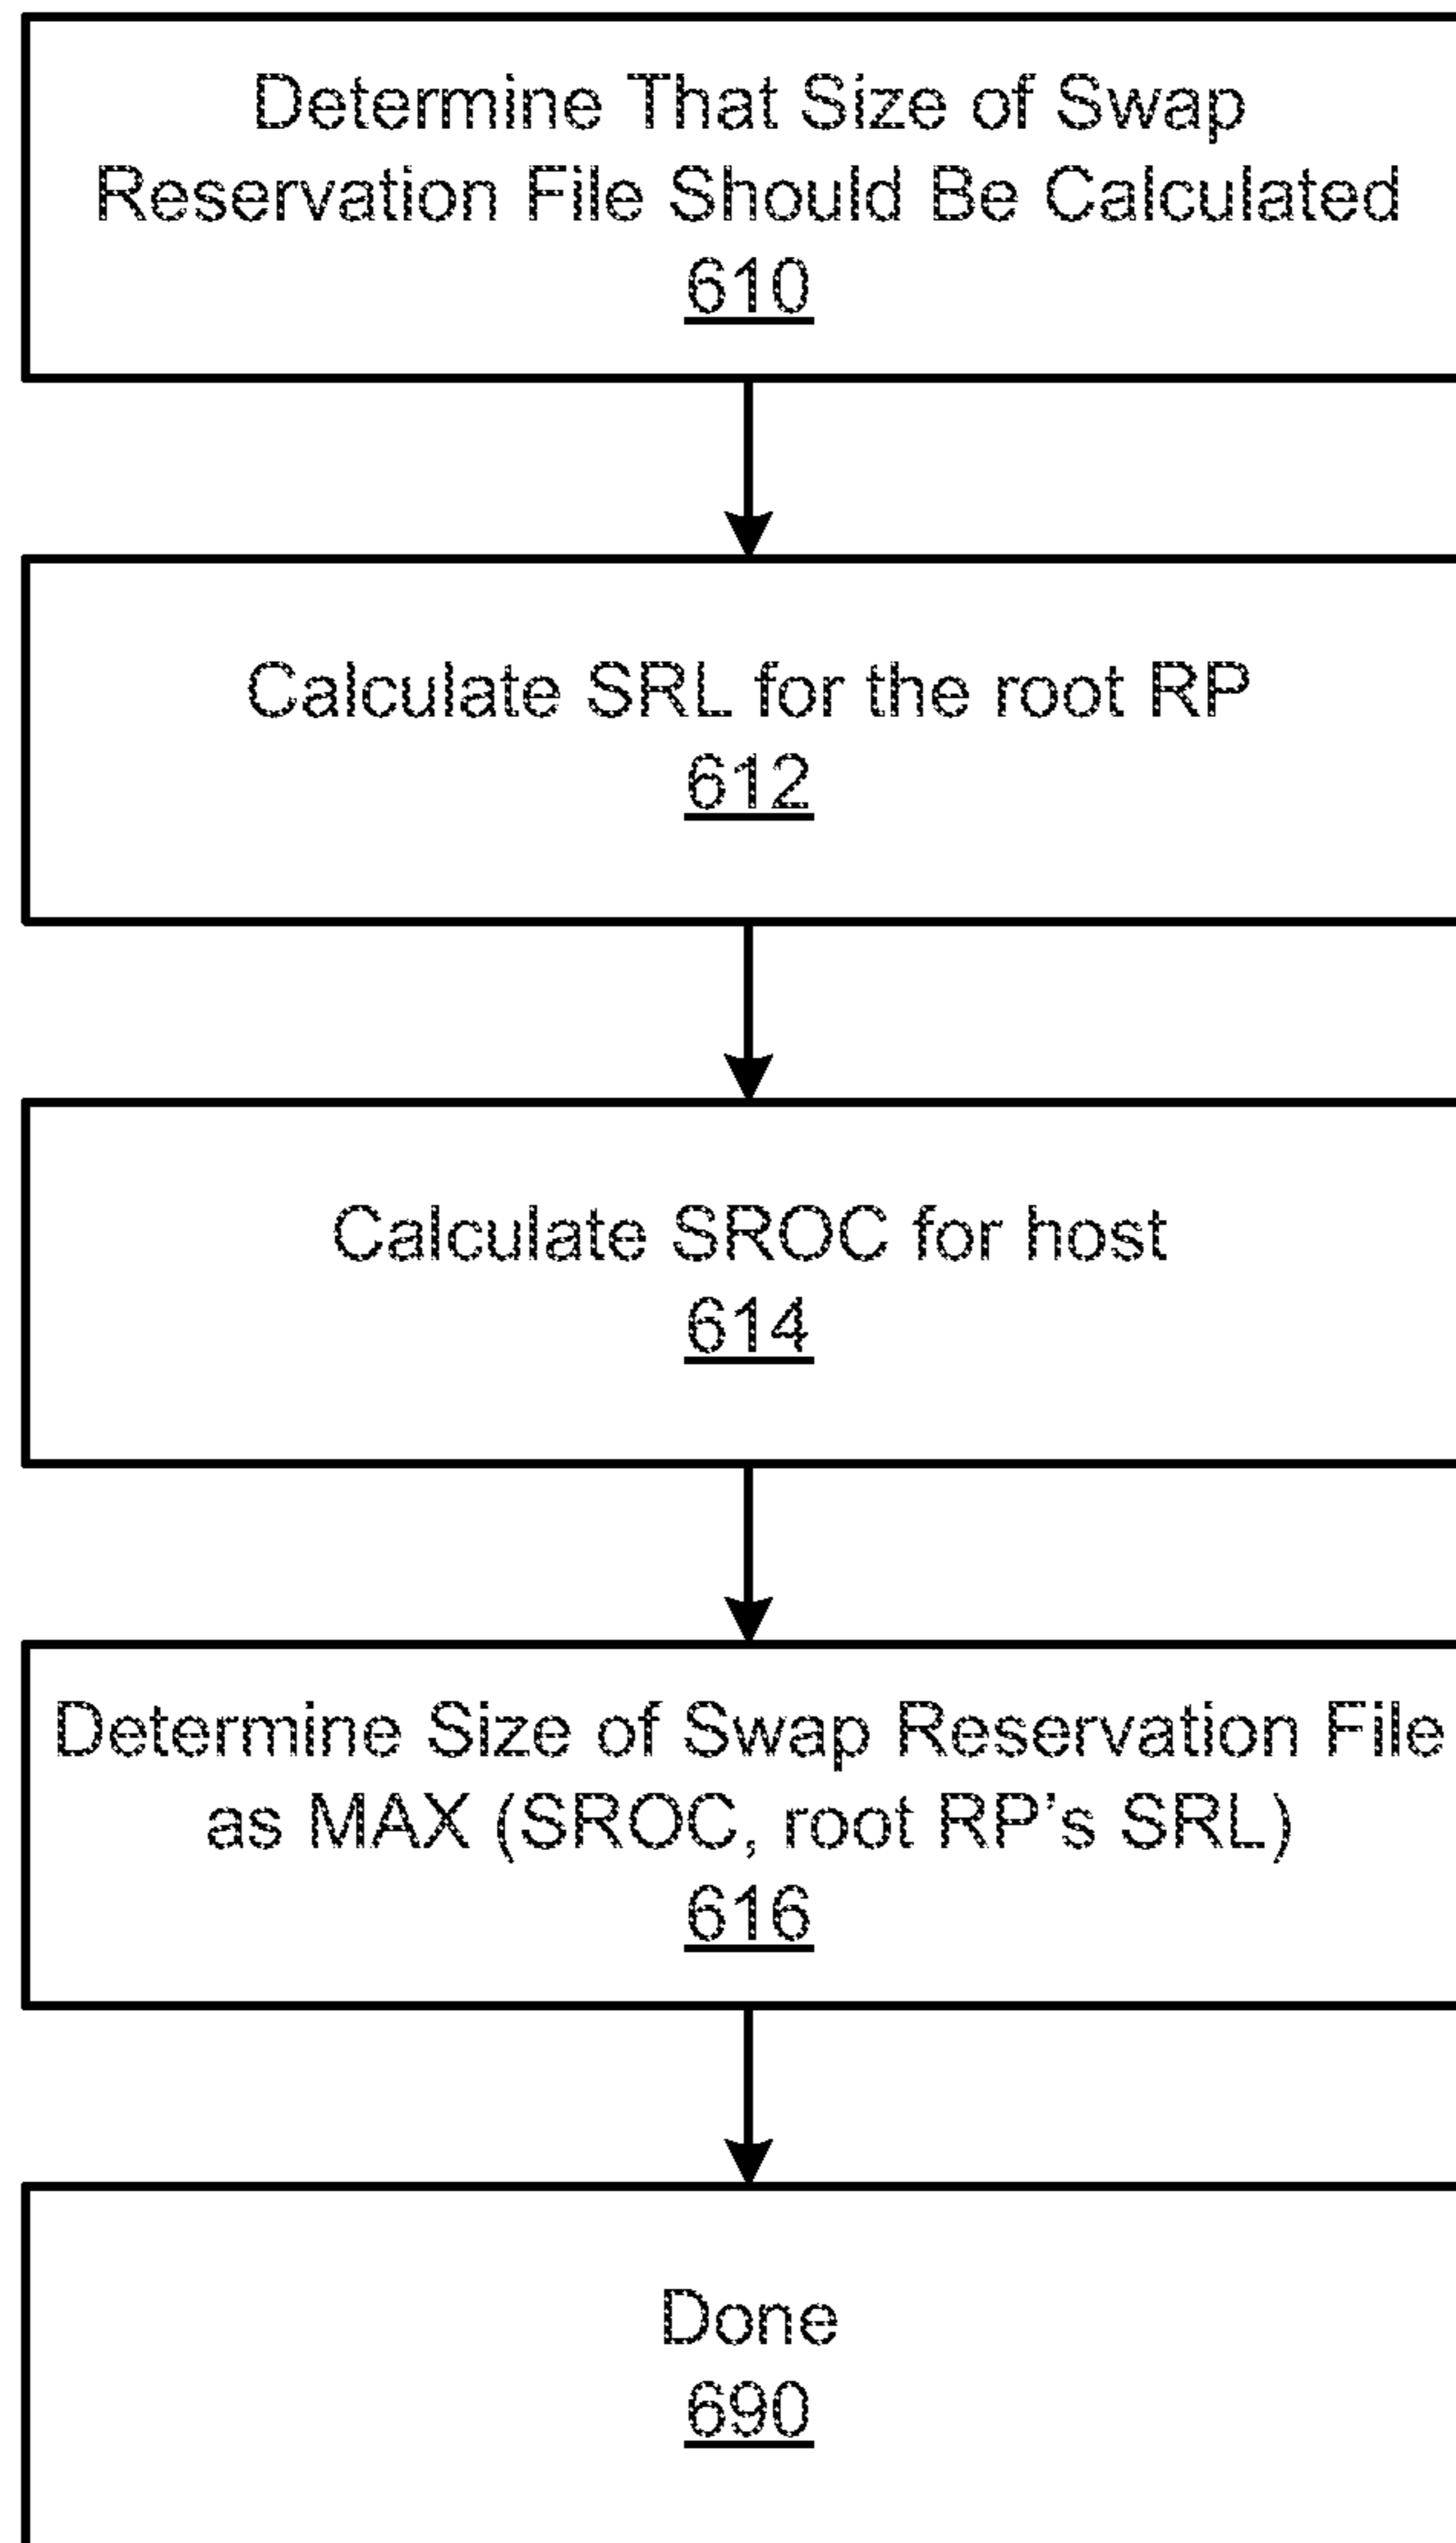 Determine That Size of Swap
Reservation File Should Be Calculated
610
Calculate SRL for the root RP
612
Calculate SROC for host
614
Determine Size of Swap Reservation File
as MAX (SROC, root RP's SRL)
616
Done
690